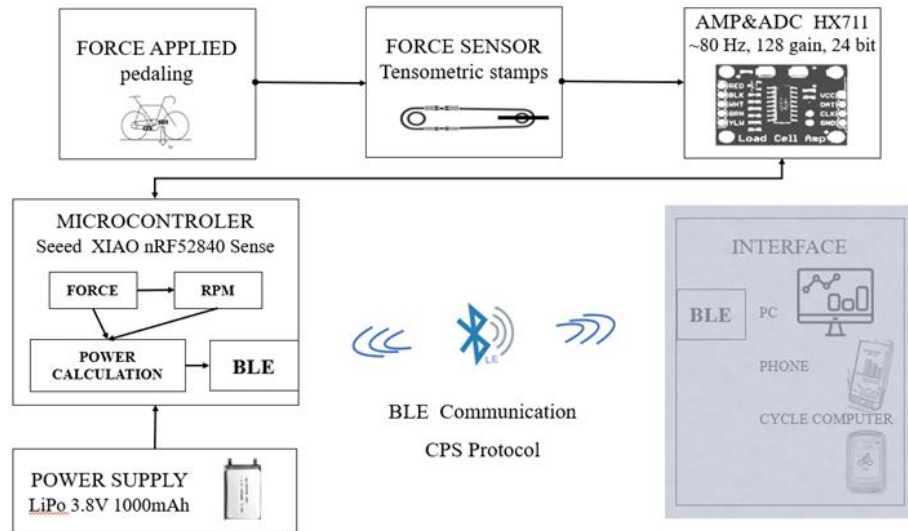 FORCE APPLIED
pedaling
FORCE SENSOR
Tensometric stamps
AMP&ADC HX711
~80 Hz, 128 gain, 24 bit
RED
BLK
WHT
BRN
YLW
VCC
DAT
CLK
GND
Load Cell Amp
MICROCONTROLER
Seeed XIAO nRF52840 Sense
FORCE
RPM
POWER
CALCULATION
BLE
LE
BLE Communication
CPS Protocol
INTERFACE
BLE
PC
PHONE
CYCLE COMPUTER
POWER SUPPLY
LiPo 3.8V 1000mAh